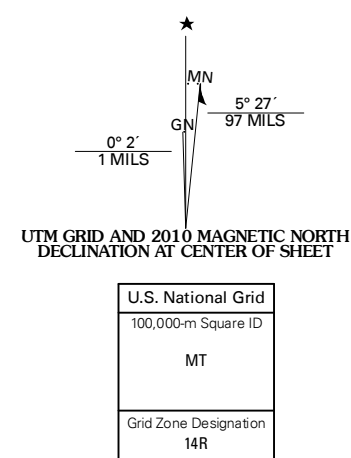 MN
5° 27´
97 MILS
GN
0° 2´
1 MILS
UTM GRID AND 2010 MAGNETIC NORTH
DECLINATION AT CENTER OF SHEET
U.S. National Grid
100,000-m Square ID
MT
Grid Zone Designation
14R